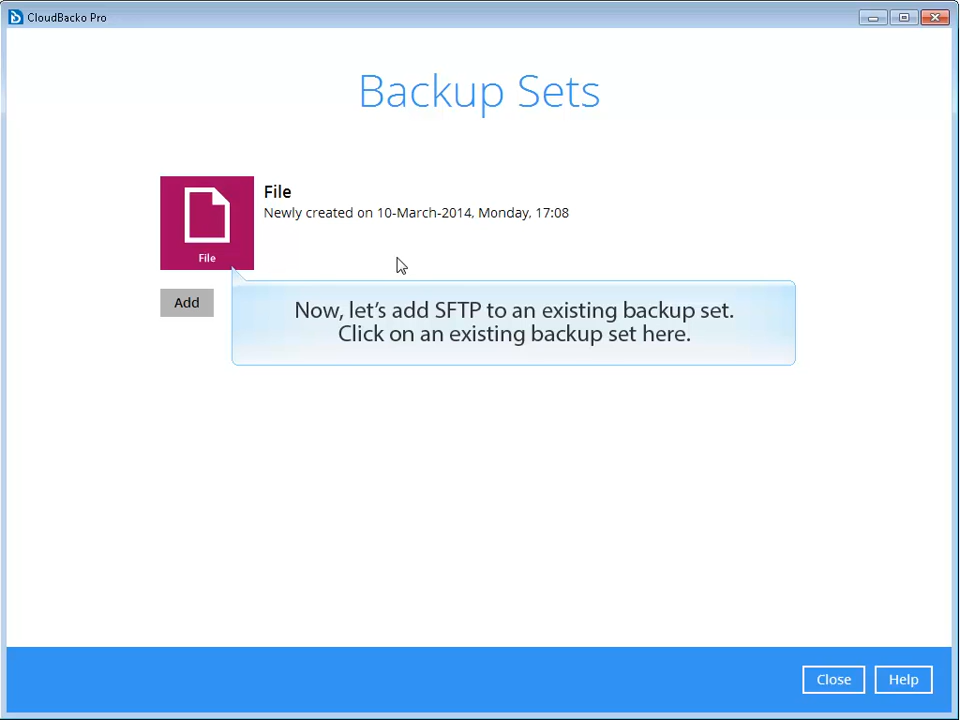 CloudBacko Pro
Backup Sets
File
Newly created on 10-March-2014, Monday, 17:08
File
Add
Now, let’s add SFTP to an existing backup set.
Click on an existing backup set here.
Close
Help